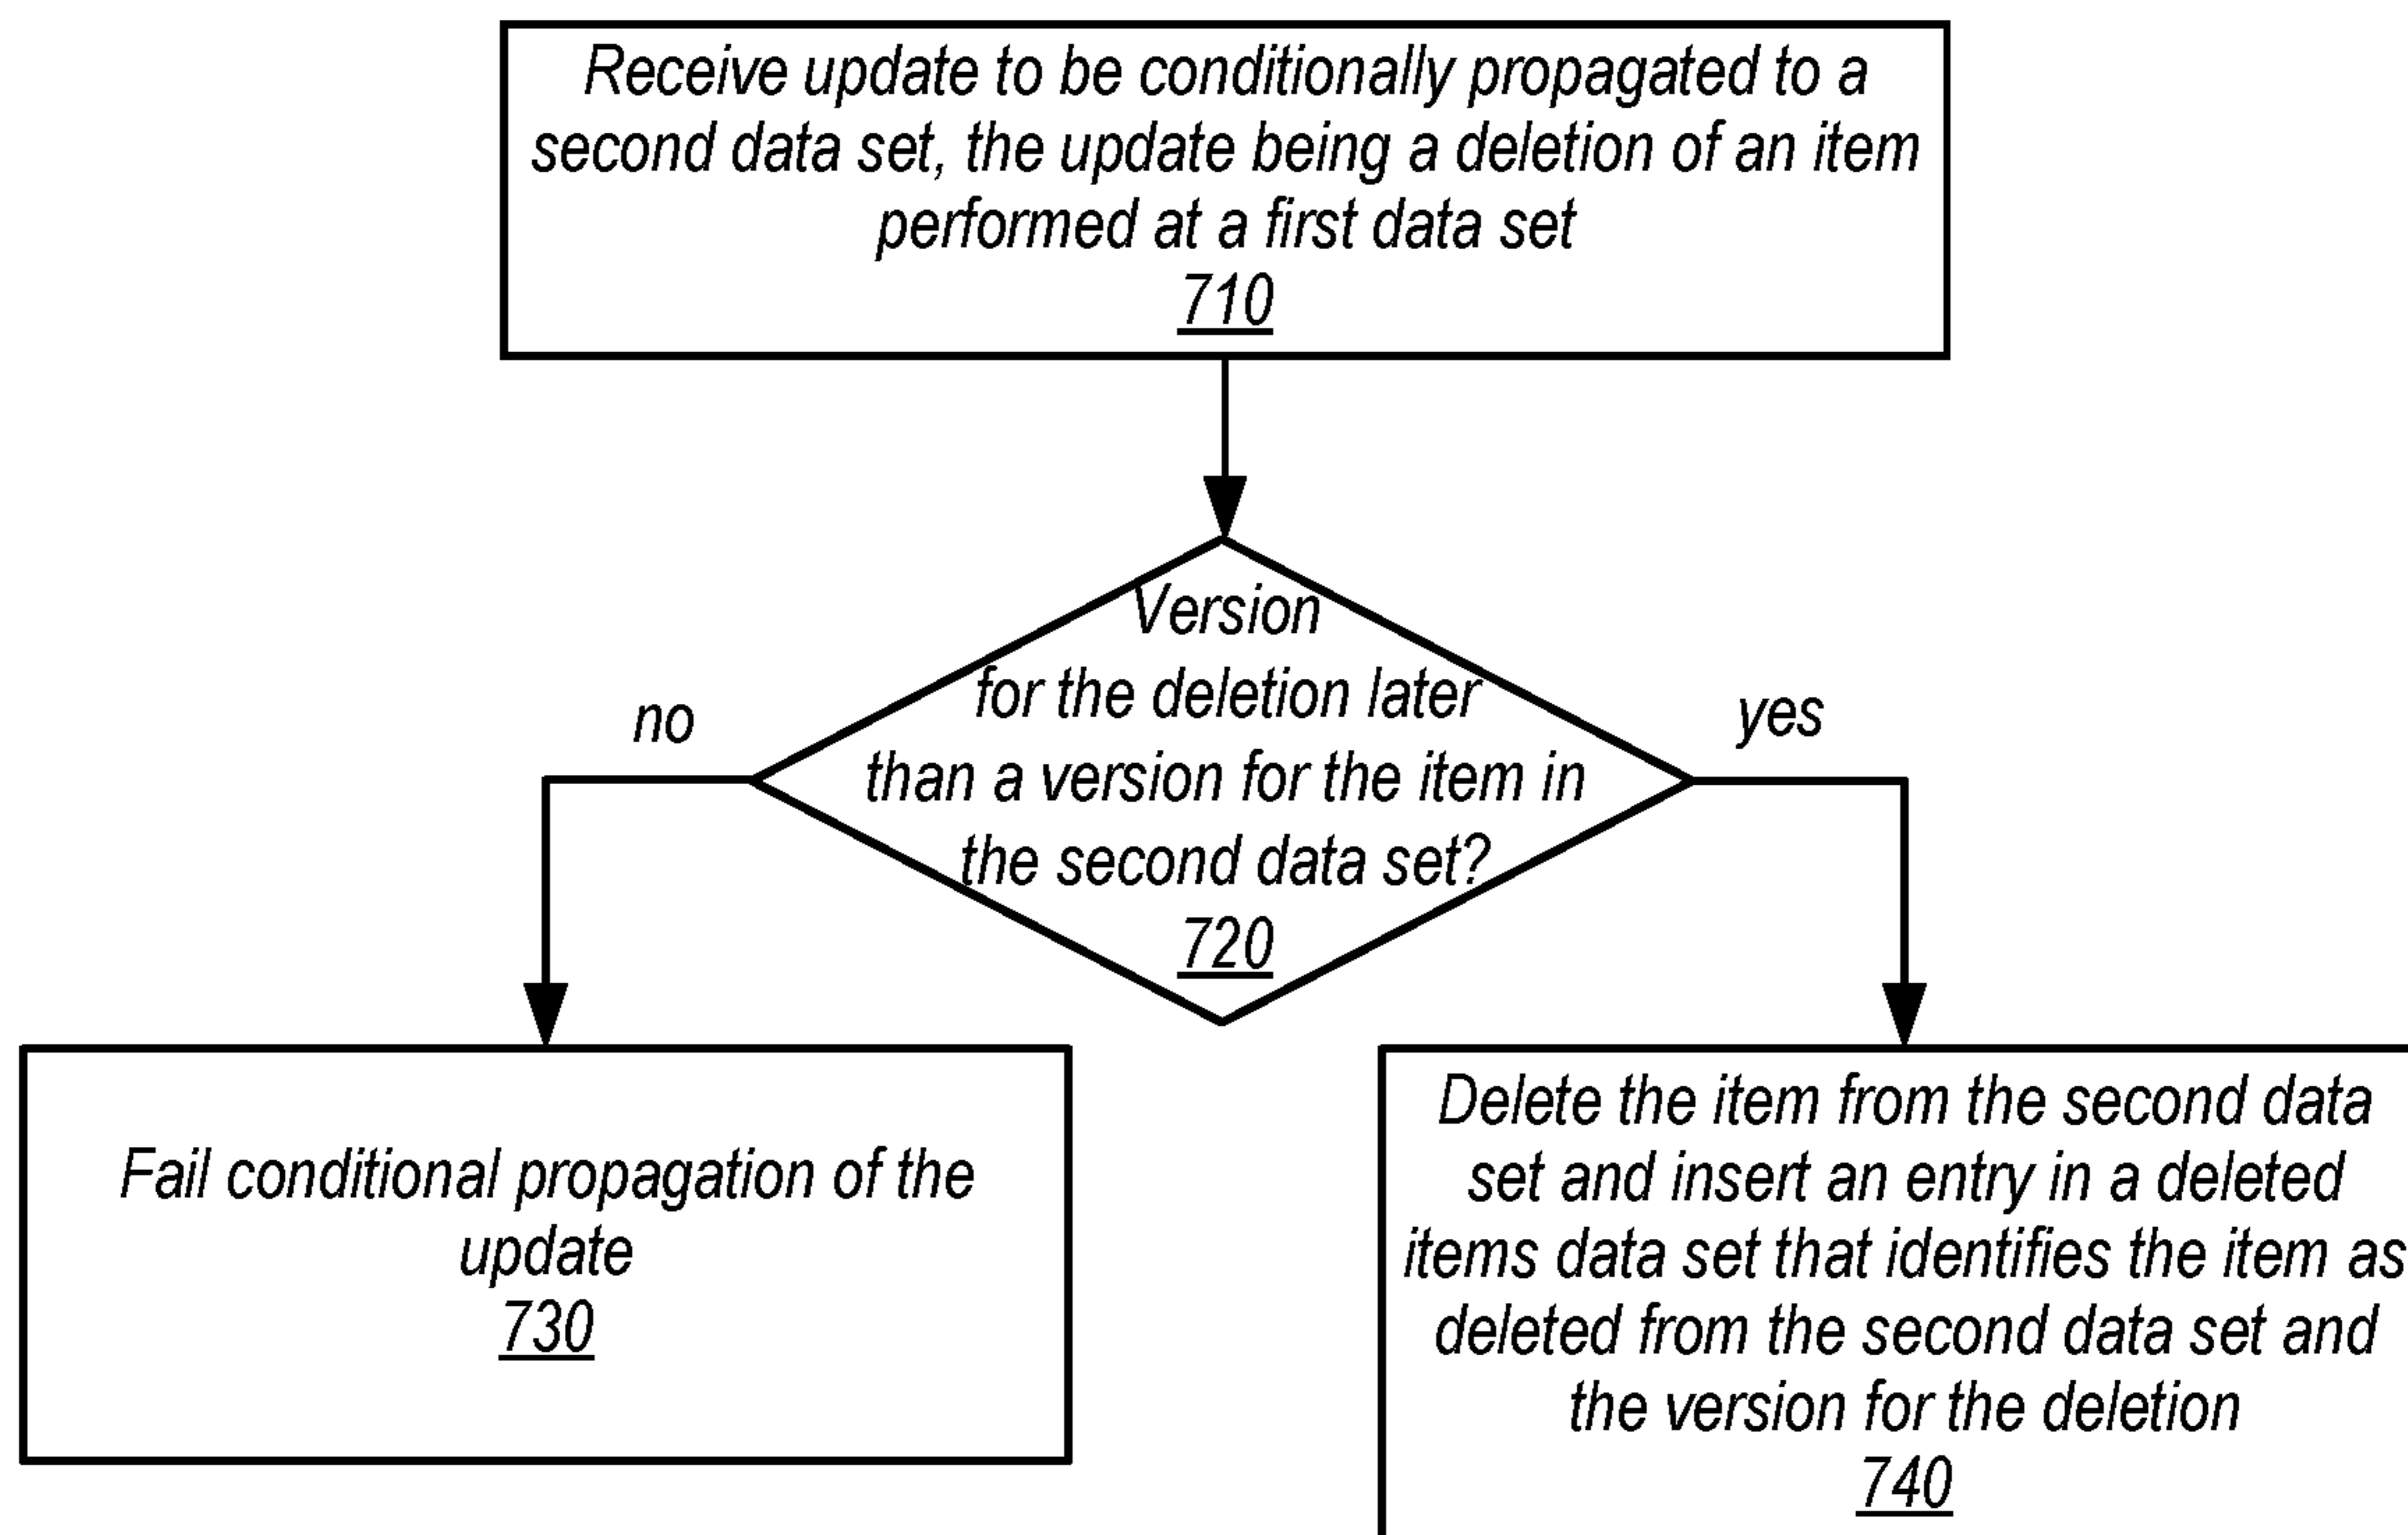 Receive update to be conditionally propagated to a
second data set, the update being a deletion of an item
performed at a first data set
710
Version
for the deletion later
than a version for the item in
the second data set?
720
no
yes
Fail conditional propagation of the
update
730
Delete the item from the second data
set and insert an entry in a deleted
items data set that identifies the item as
deleted from the second data set and
the version for the deletion
740